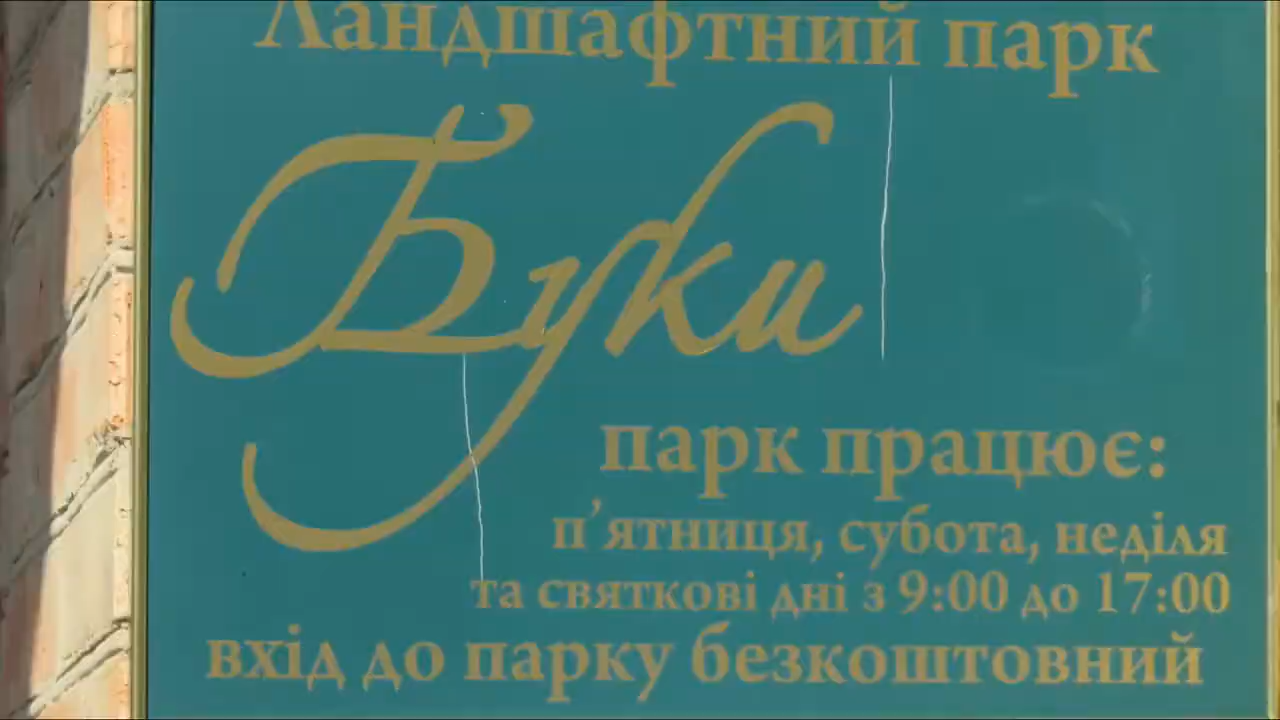 Ландшафтний парк
Буки
парк працює:
п’ятниця, субота, неділя
та святкові дні з 9:00 до 17:00
вхід до парку безкоштовний